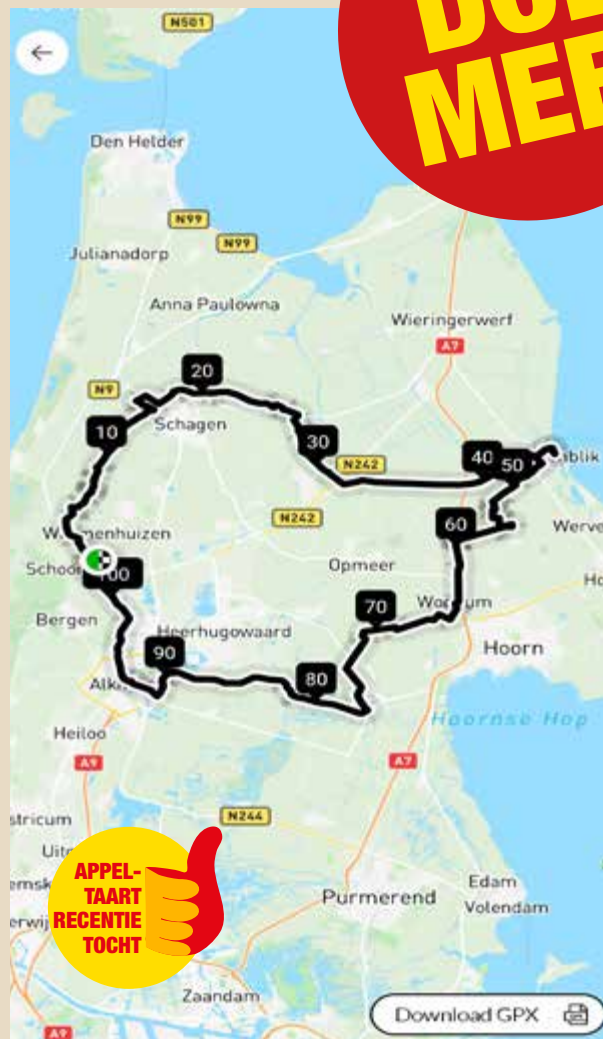 N501
MEE
Den Helder
N99
N99
Julianadorp
Anna Paulowna
Wieringerwerf
A7
20
N9
10
Schagen
30
N242
40
50
N242
60
Opmeer
100
Bergen
70
Heerhugowaard
90
Hoorn
80
Heiloo
Hoornse Hop
A9
A7
N244
APPEL-
TAART
RECENTIE
TOCHT
Purmerend
Edam
Volendam
Zaandam
Download GPX
A9